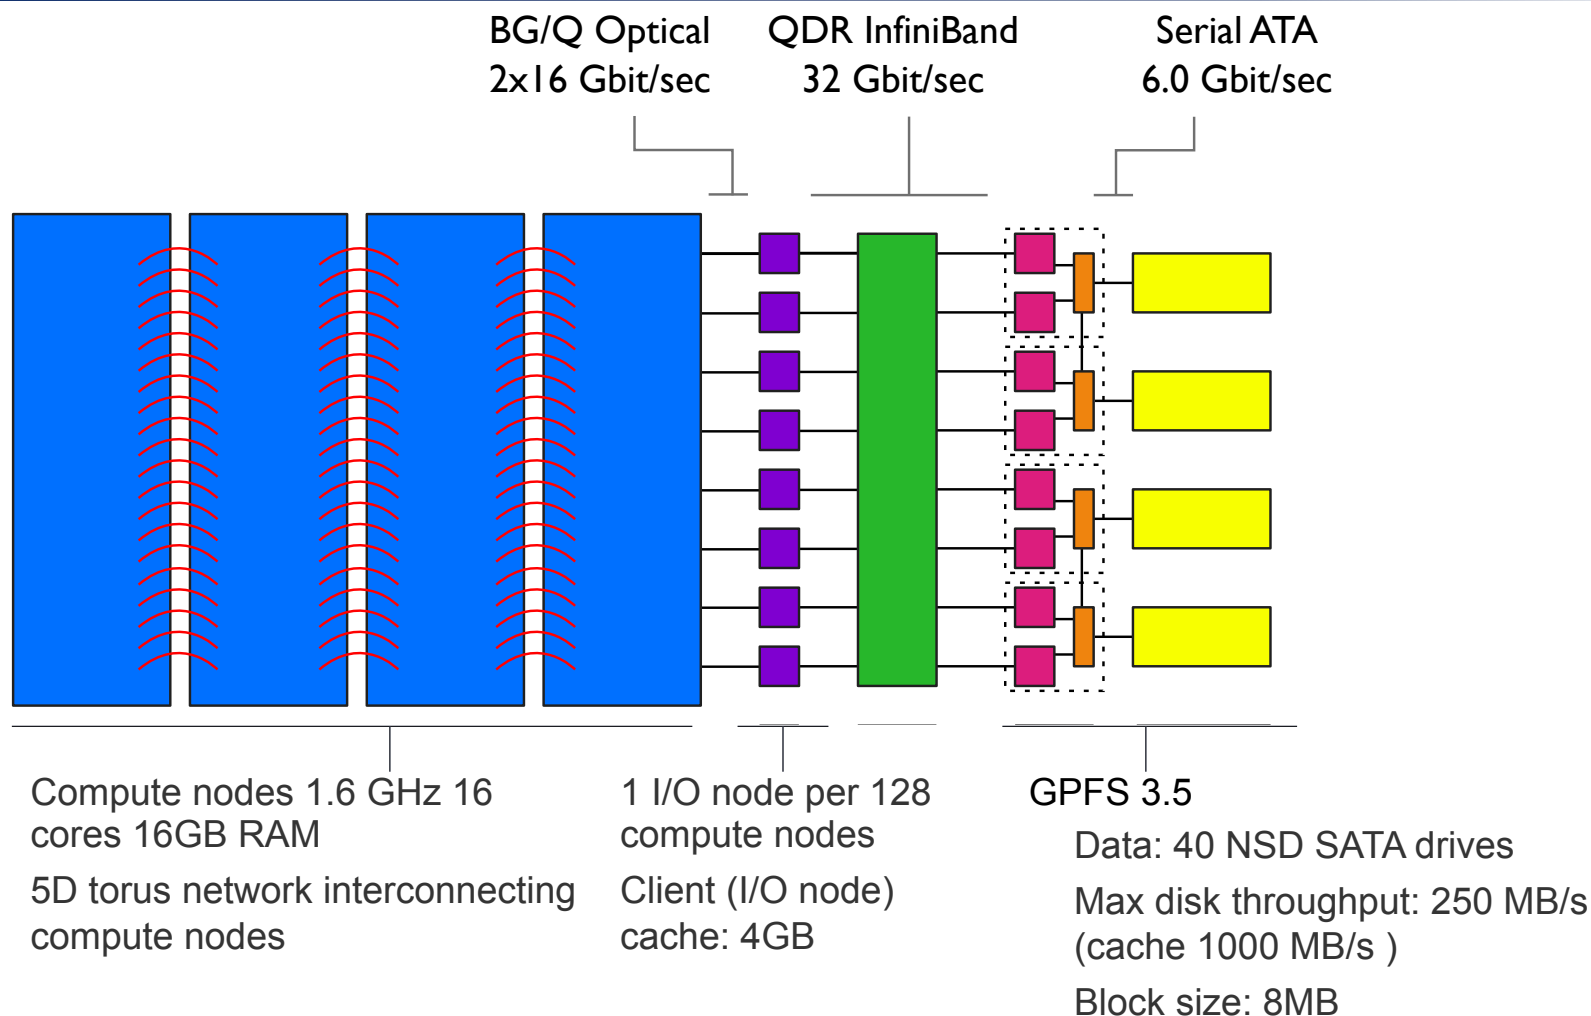 BG/Q Optical
2x16 Gbit/sec
QDR InfiniBand
32 Gbit/sec
Serial ATA
6.0 Gbit/sec
Compute nodes 1.6 GHz 16
cores 16GB RAM
5D torus network interconnecting
compute nodes
1 I/O node per 128
compute nodes
Client (I/O node)
cache: 4GB
GPFS 3.5
Data: 40 NSD SATA drives
Max disk throughput: 250 MB/s
(cache 1000 MB/s )
Block size: 8MB